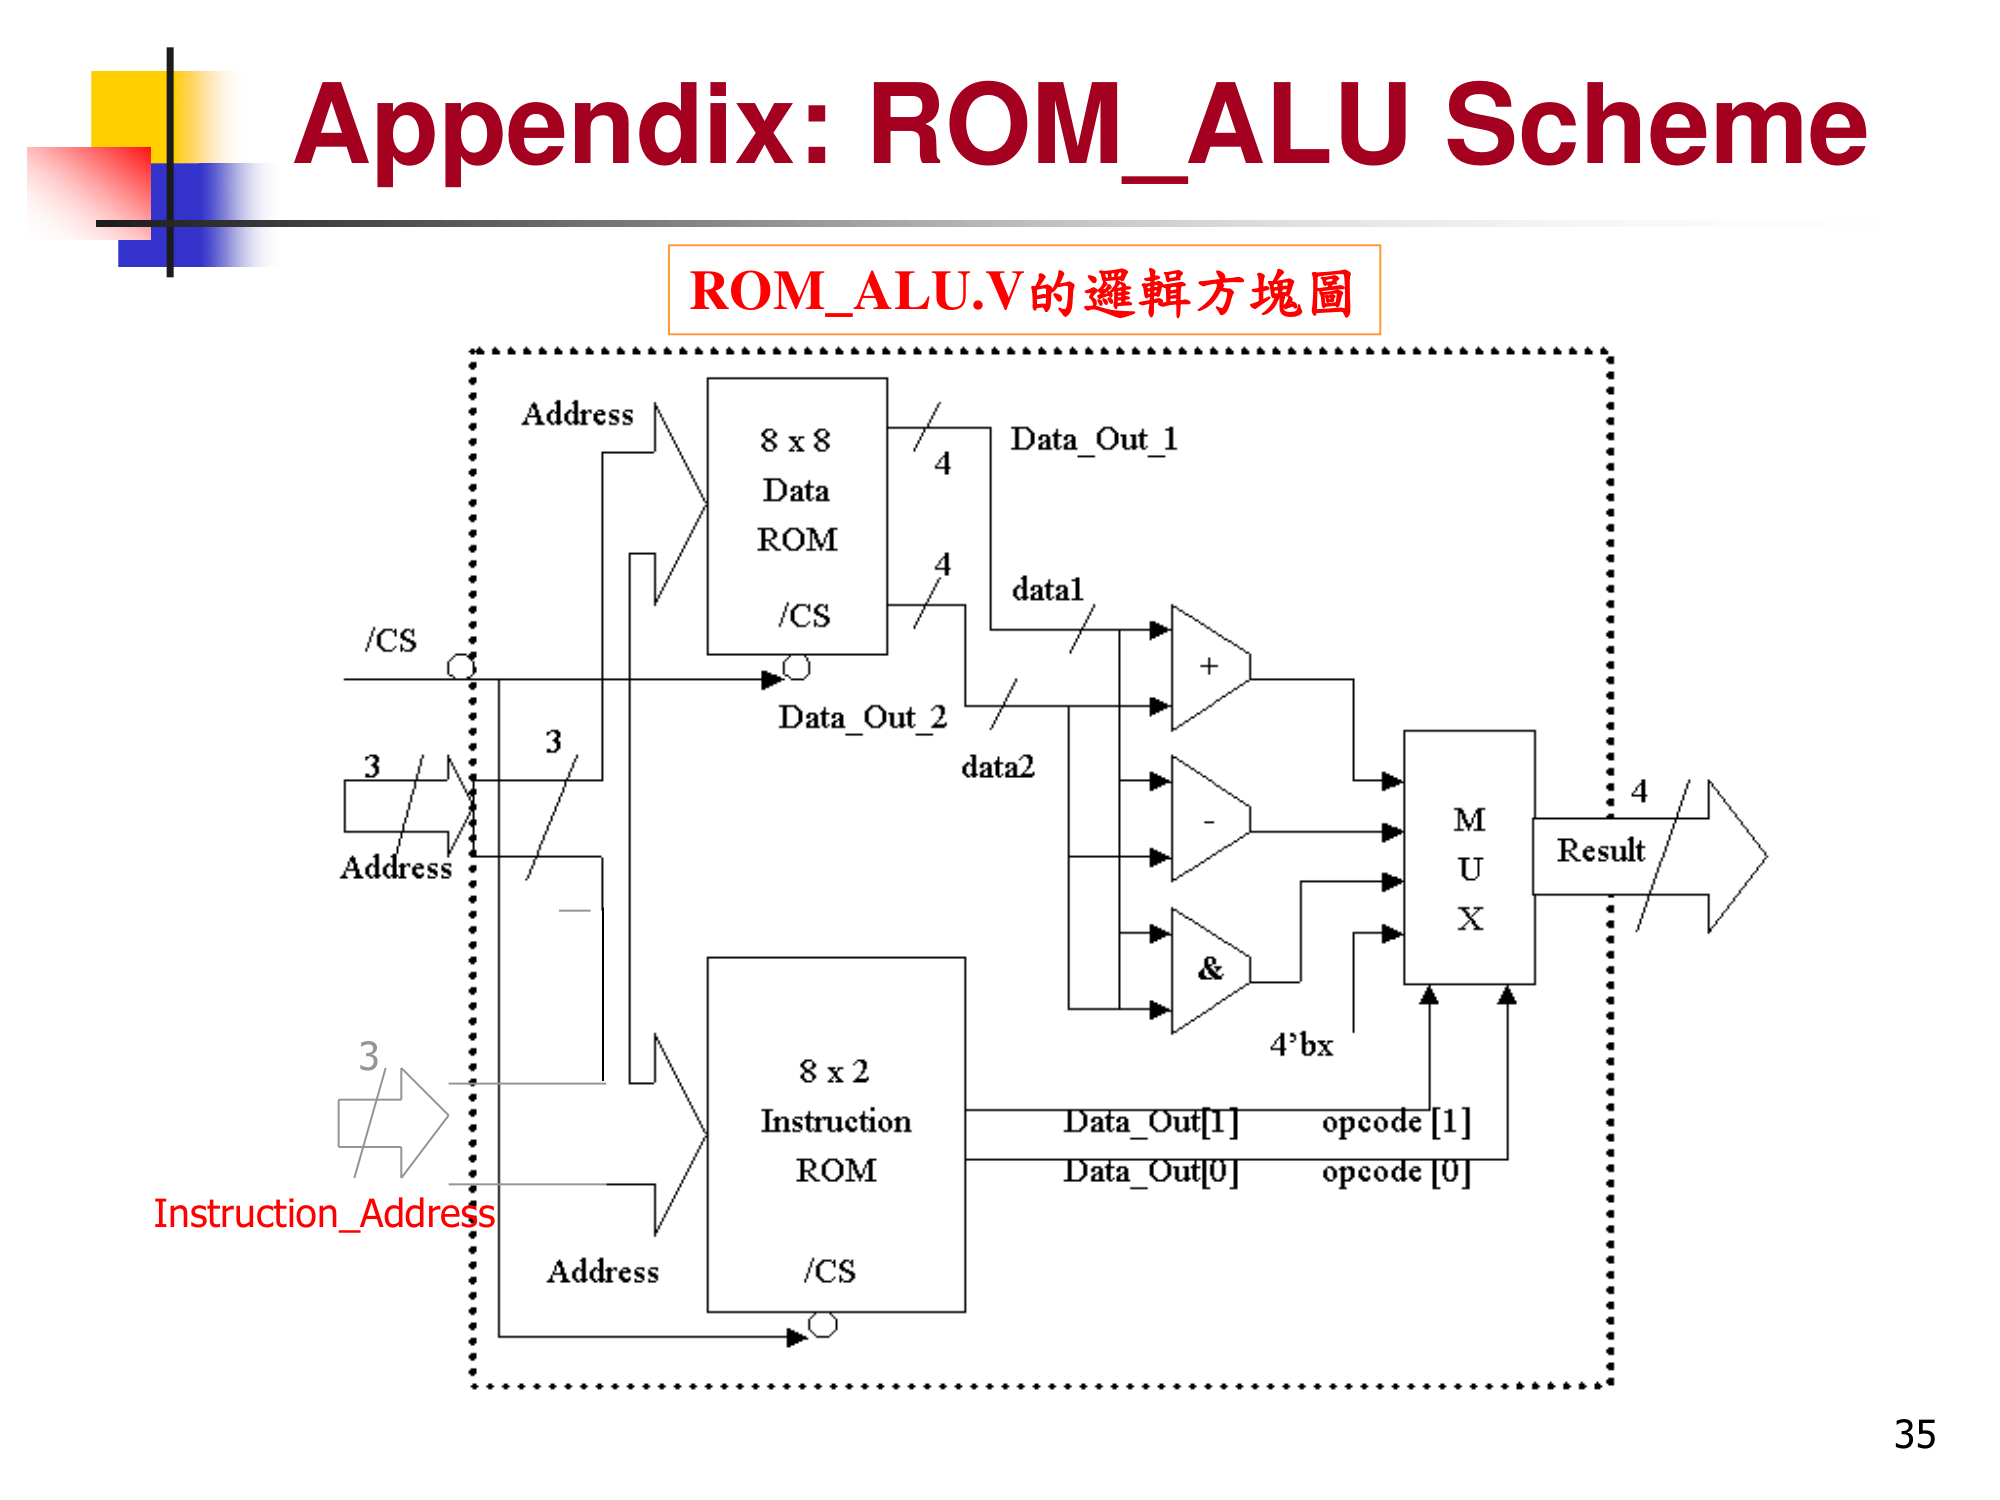 Appendix: ROM_ALU Scheme
ROM_ALU.V的邏輯方塊圖
Address
8 x 8
Data
ROM
/CS
4
Data_Out_1
4
data1
/CS
Data_Out_2
data2
3
3
Address
+
-
&
4’bx
M
U
X
4
Result
3
Instruction_Address
8 x 2
Instruction
ROM
/CS
Address
Data_Out[1] opcode [1]
Data_Out[0] opcode [0]
35